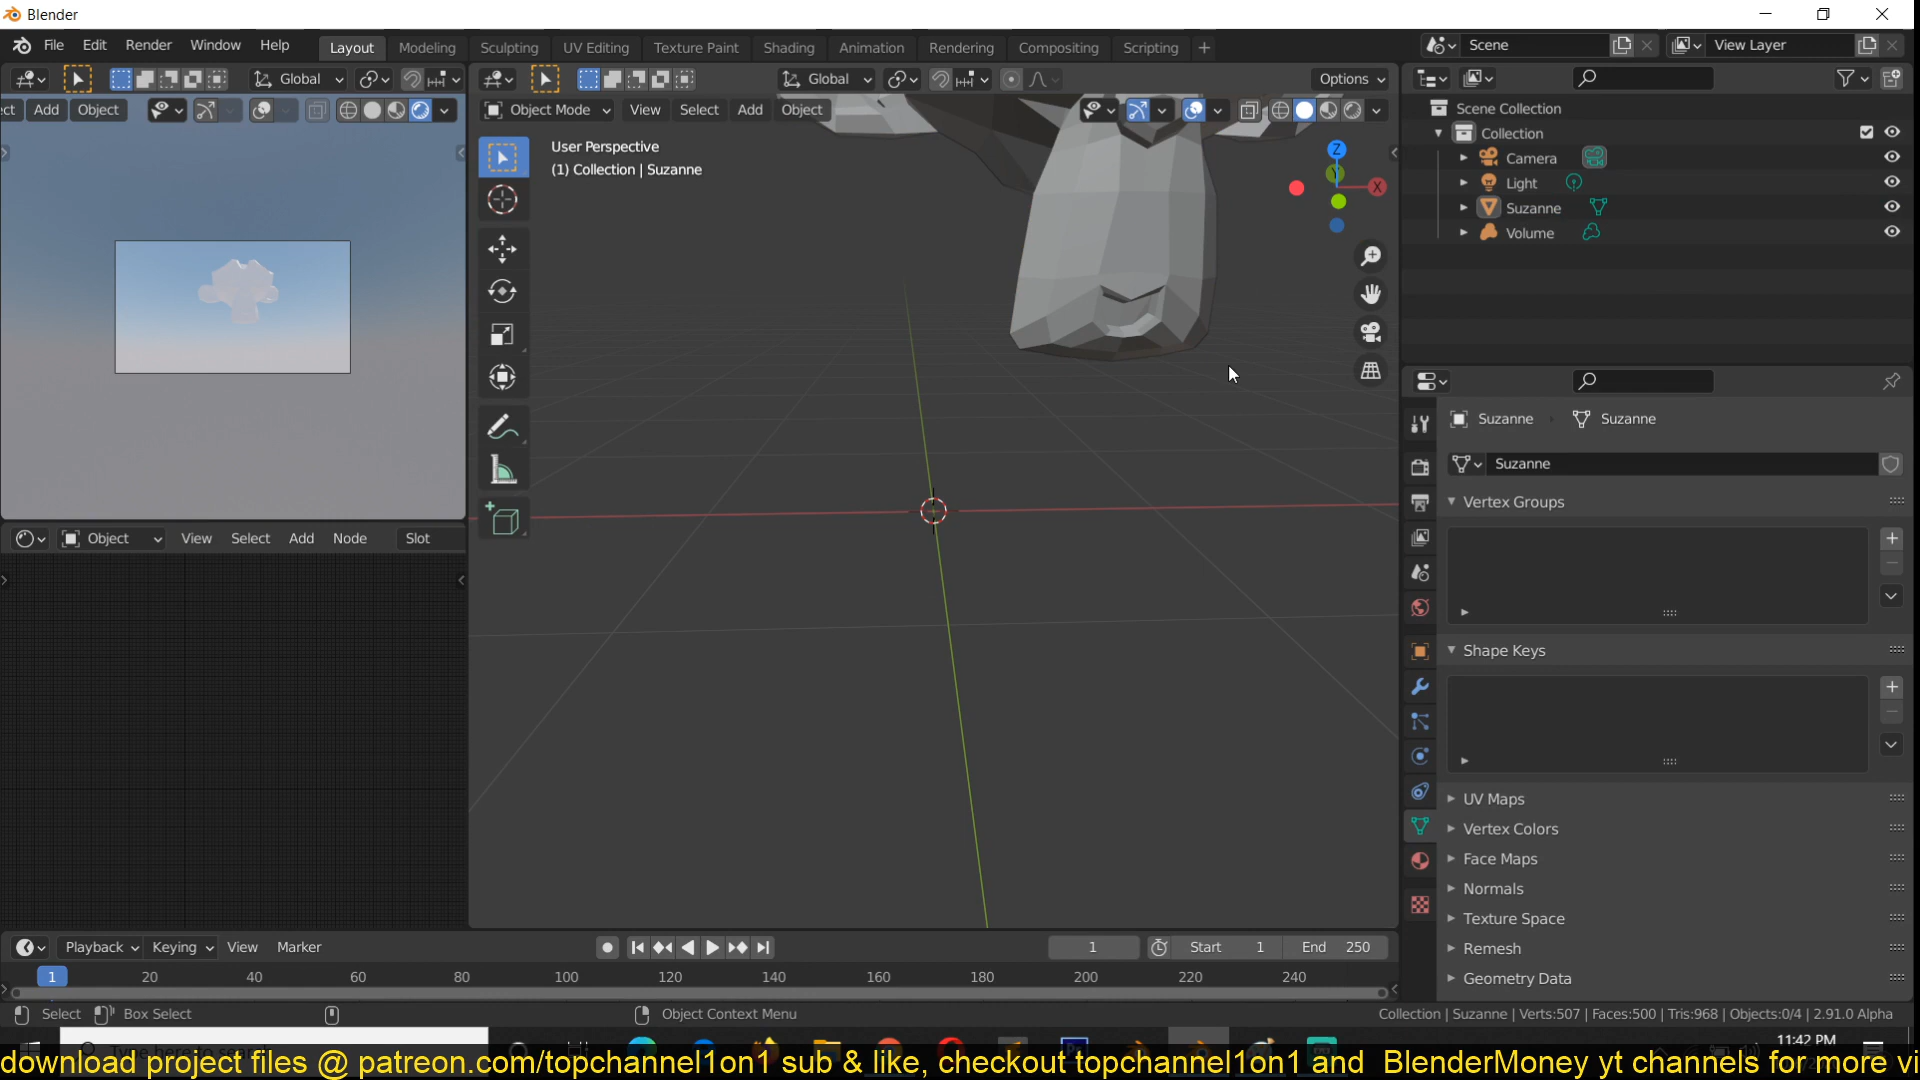 Blender
File Edit Render Window Help Layout Modeling Sculpting UV Editing Texture Paint Shading Animation Rendering Compositing Scripting + Scene View Layer
Global Global Options
ect Add Object Object Mode View Select Add Object
User Perspective
(1) Collection | Suzanne
Z
Y
X
Scene Collection
Collection
Camera
Light
Suzanne
Volume
Suzanne Suzanne
Suzanne
Vertex Groups
Shape Keys
UV Maps
Vertex Colors
Face Maps
Normals
Texture Space
Remesh
Geometry Data
Object View Select Add Node Slot
Playback Keying View Marker 1 Start 1 End 250
1 20 40 60 80 100 120 140 160 180 200 220 240
Select Box Select Object Context Menu Collection | Suzanne | Verts:507 | Faces:500 | Tris:968 | Objects:0/4 | 2.91.0 Alpha
11:42 PM
download project files @ patreon.com/topchannel1on1 sub & like, checkout topchannel1on1 and BlenderMoney yt channels for more vi